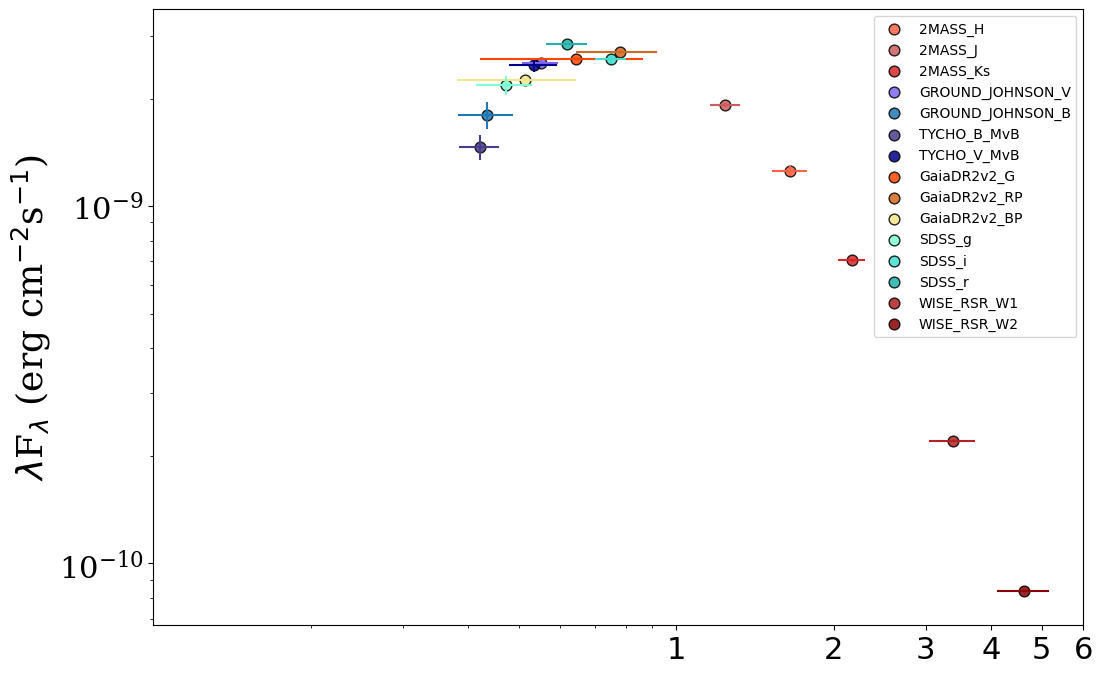 λF_λ (erg cm⁻²s⁻¹)
10⁻⁹
10⁻¹⁰
1 2 3 4 5 6
2MASS_H
2MASS_J
2MASS_Ks
GROUND_JOHNSON_V
GROUND_JOHNSON_B
TYCHO_B_MvB
TYCHO_V_MvB
GaiaDR2v2_G
GaiaDR2v2_RP
GaiaDR2v2_BP
SDSS_g
SDSS_i
SDSS_r
WISE_RSR_W1
WISE_RSR_W2